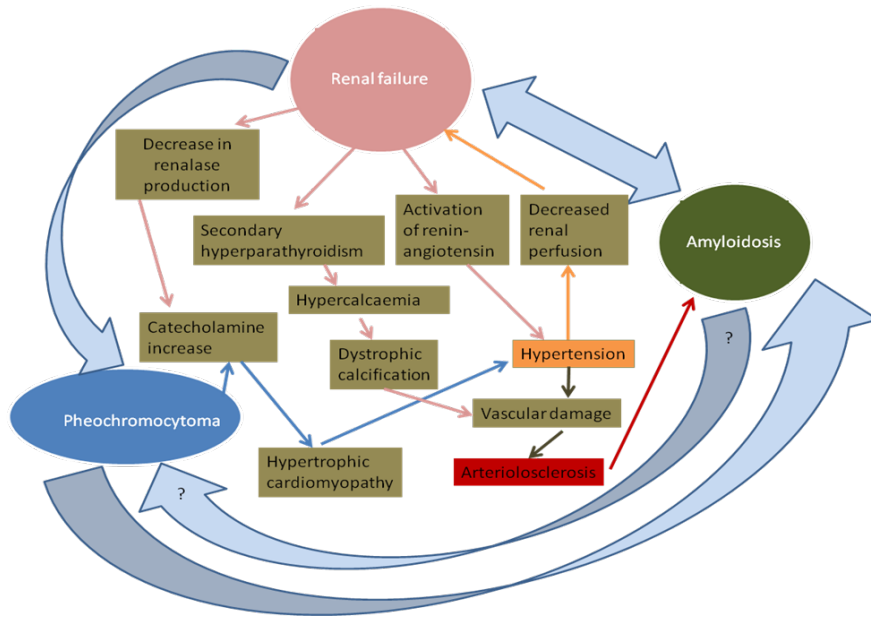 Renal failure
Decrease in
renalase
production
Secondary
hyperparathyroidism
Activation
of renin-
angiotensin
Decreased
renal
perfusion
Amyloidosis
Hypercalcaemia
Catecholamine
increase
Dystrophic
calcification
Hypertension
?
Pheochromocytoma
Vascular damage
Hypertrophic
cardiomyopathy
Arteriolosclerosis
?